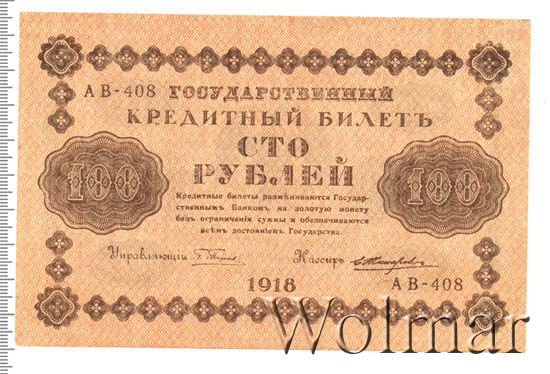 АВ-408 ГОСУДАРСТВЕННЫЙ
КРЕДИТНЫЙ БИЛЕТЪ
СТО
РУБЛЕЙ
100
100
Кредитные билеты размѣниваются Государ-
ственнымъ Банкомъ на золотую монету
безъ ограниченія суммы и обезпечиваются
всѣмъ достояніемъ Государства.
Управляющій
Кассиръ
1918
АВ-408
Wolmar